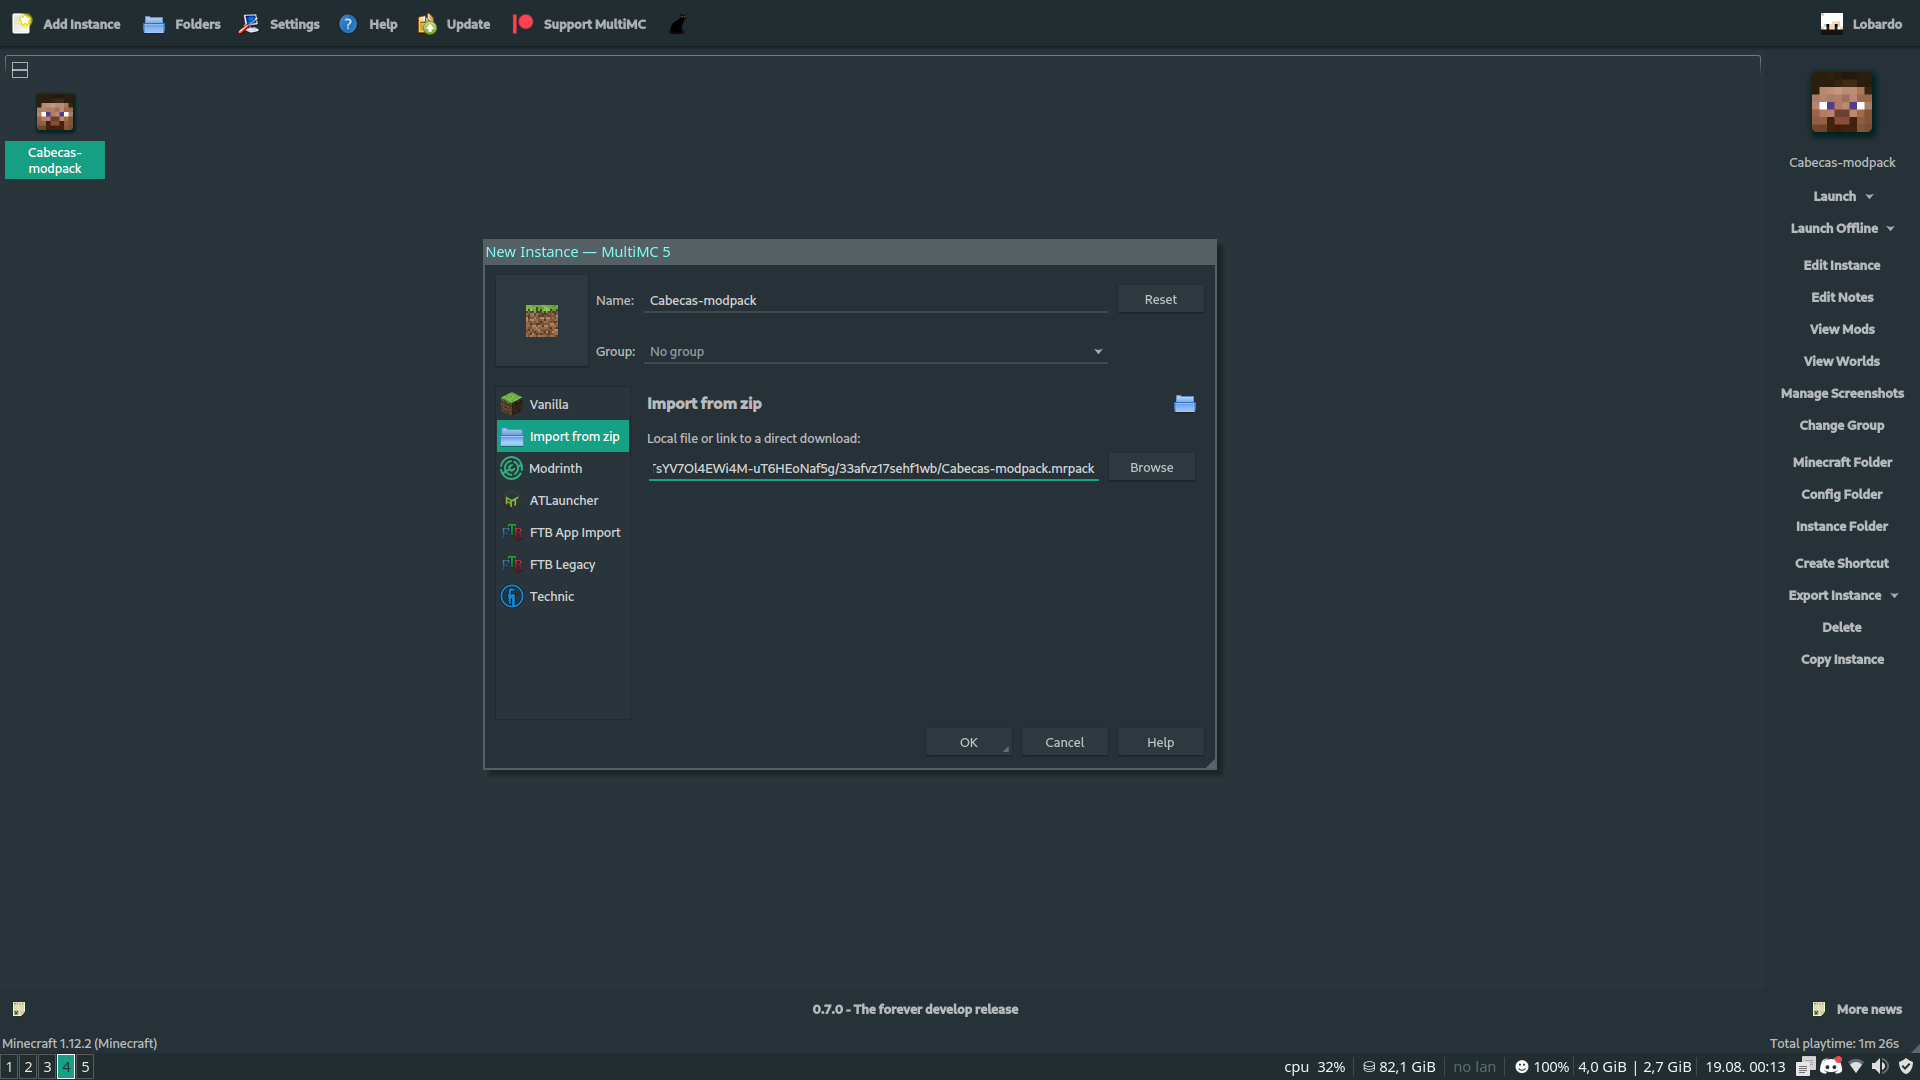 Add Instance
Folders
Settings
Help
Update
Support MultiMC
Lobardo
Cabecas-
modpack
Cabecas-modpack
Launch
Launch Offline
Edit Instance
Edit Notes
View Mods
View Worlds
Manage Screenshots
Change Group
Minecraft Folder
Config Folder
Instance Folder
Create Shortcut
Export Instance
Delete
Copy Instance
New Instance — MultiMC 5
Name: Cabecas-modpack
Reset
Group: No group
Vanilla
Import from zip
Modrinth
ATLauncher
FTB App Import
FTB Legacy
Technic
Import from zip
Local file or link to a direct download:
sYV7Ol4EWi4M-uT6HEoNaf5g/33afvz17sehf1wb/Cabecas-modpack.mrpack
Browse
OK
Cancel
Help
0.7.0 - The forever develop release
More news
Minecraft 1.12.2 (Minecraft)
Total playtime: 1m 26s
1 2 3 4 5
cpu 32% 82,1 GiB no lan 100% 4,0 GiB | 2,7 GiB 19.08. 00:13